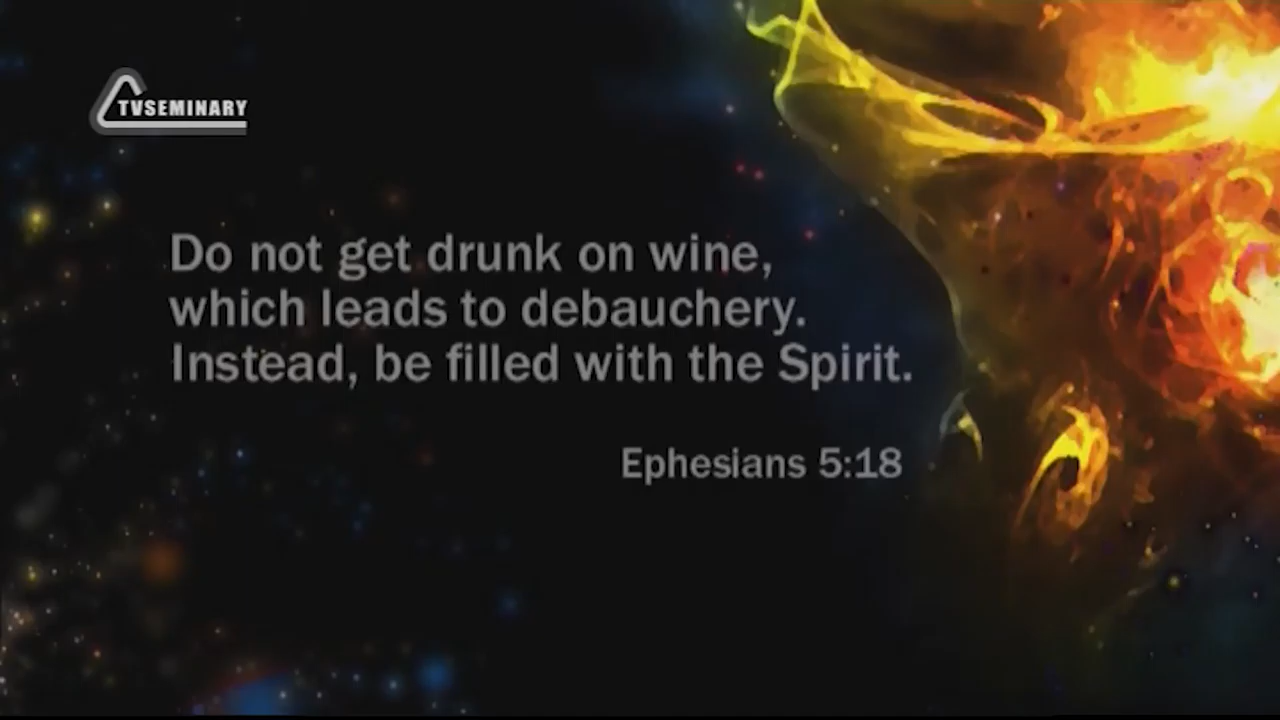 TVSEMINARY
Do not get drunk on wine,
which leads to debauchery.
Instead, be filled with the Spirit.
Ephesians 5:18